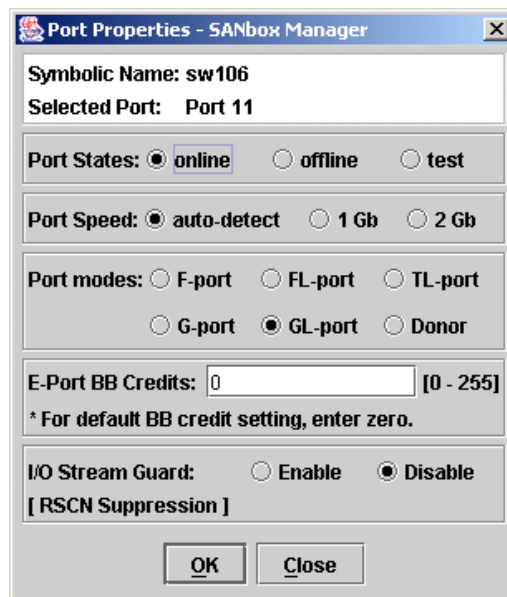 Port Properties - SANbox Manager
Symbolic Name: sw106
Selected Port: Port 11
Port States: online offline test
Port Speed: auto-detect 1 Gb 2 Gb
Port modes: F-port FL-port TL-port
G-port GL-port Donor
E-Port BB Credits: 0 [0 - 255]
* For default BB credit setting, enter zero.
I/O Stream Guard: Enable Disable
[ RSCN Suppression ]
OK Close